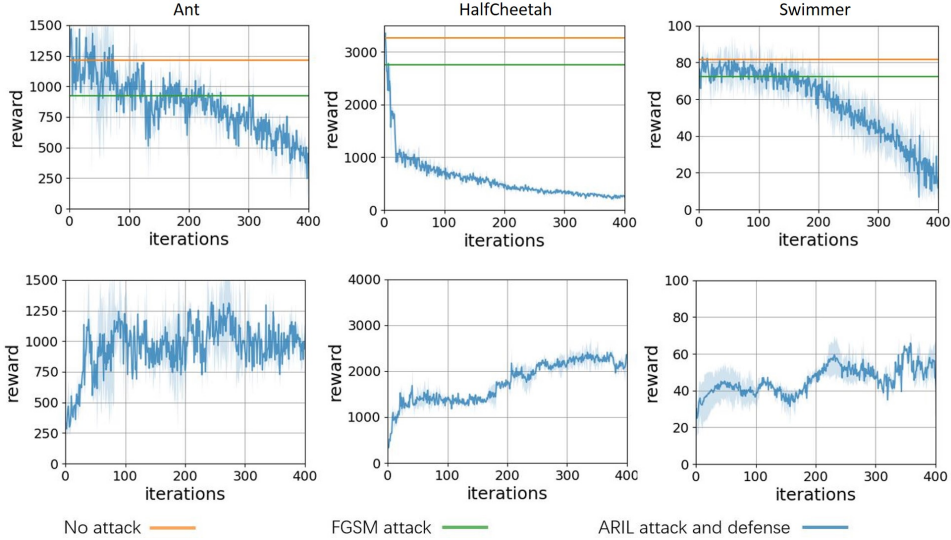 Ant
HalfCheetah
Swimmer
1500
1250
1000
750
500
250
0
reward
0 100 200 300 400
iterations
3000
2000
1000
0
reward
0 100 200 300 400
iterations
100
80
60
40
20
0
reward
0 100 200 300 400
iterations
1500
1250
1000
750
500
250
0
reward
0 100 200 300 400
iterations
4000
3000
2000
1000
0
reward
0 100 200 300 400
iterations
100
80
60
40
20
0
reward
0 100 200 300 400
iterations
No attack
FGSM attack
ARIL attack and defense